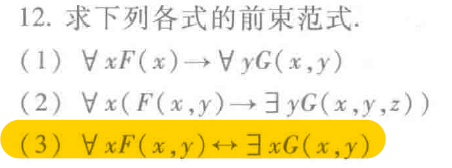 12. 求下列各式的前束范式.
(1) ∀xF(x)→∀yG(x,y)
(2) ∀x(F(x,y)→∃yG(x,y,z))
(3) ∀xF(x,y)↔∃xG(x,y)